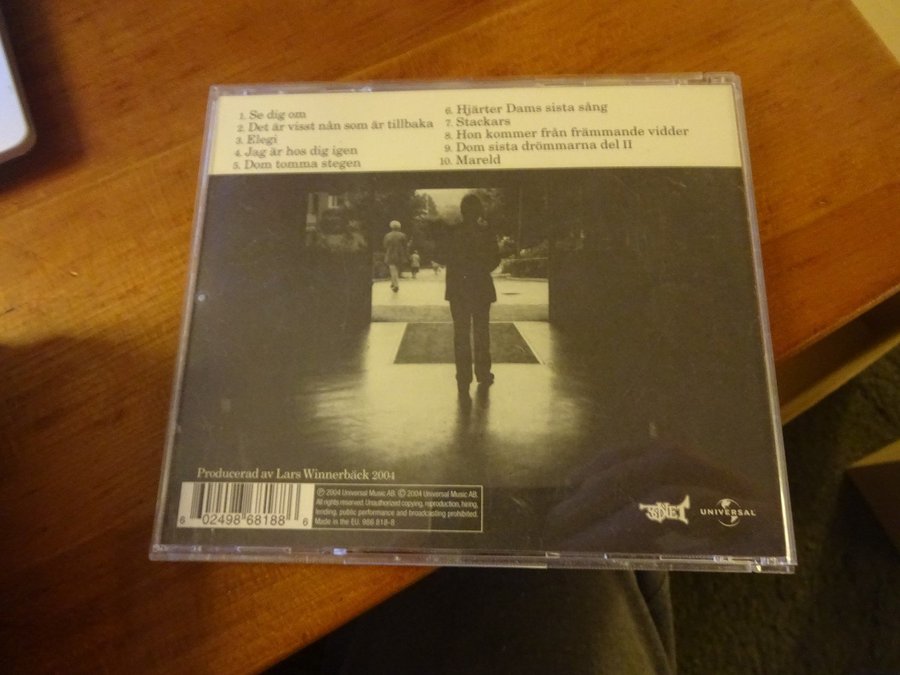 1. Se dig om
2. Det är visst nån som är tillbaka
3. Elegi
4. Jag är hos dig igen
5. Dom tomma stegen
6. Hjärter Dams sista sång
7. Stackars
8. Hon kommer från främmande vidder
9. Dom sista drömmarna del II
10. Mareld
Producerad av Lars Winnerbäck 2004
6 02498 68188 6
℗ 2004 Universal Music AB. © 2004 Universal Music AB.
All rights reserved. Unauthorized copying, reproduction, hiring,
lending, public performance and broadcasting prohibited.
Made in the EU. 986 818-8
UNIVERSAL